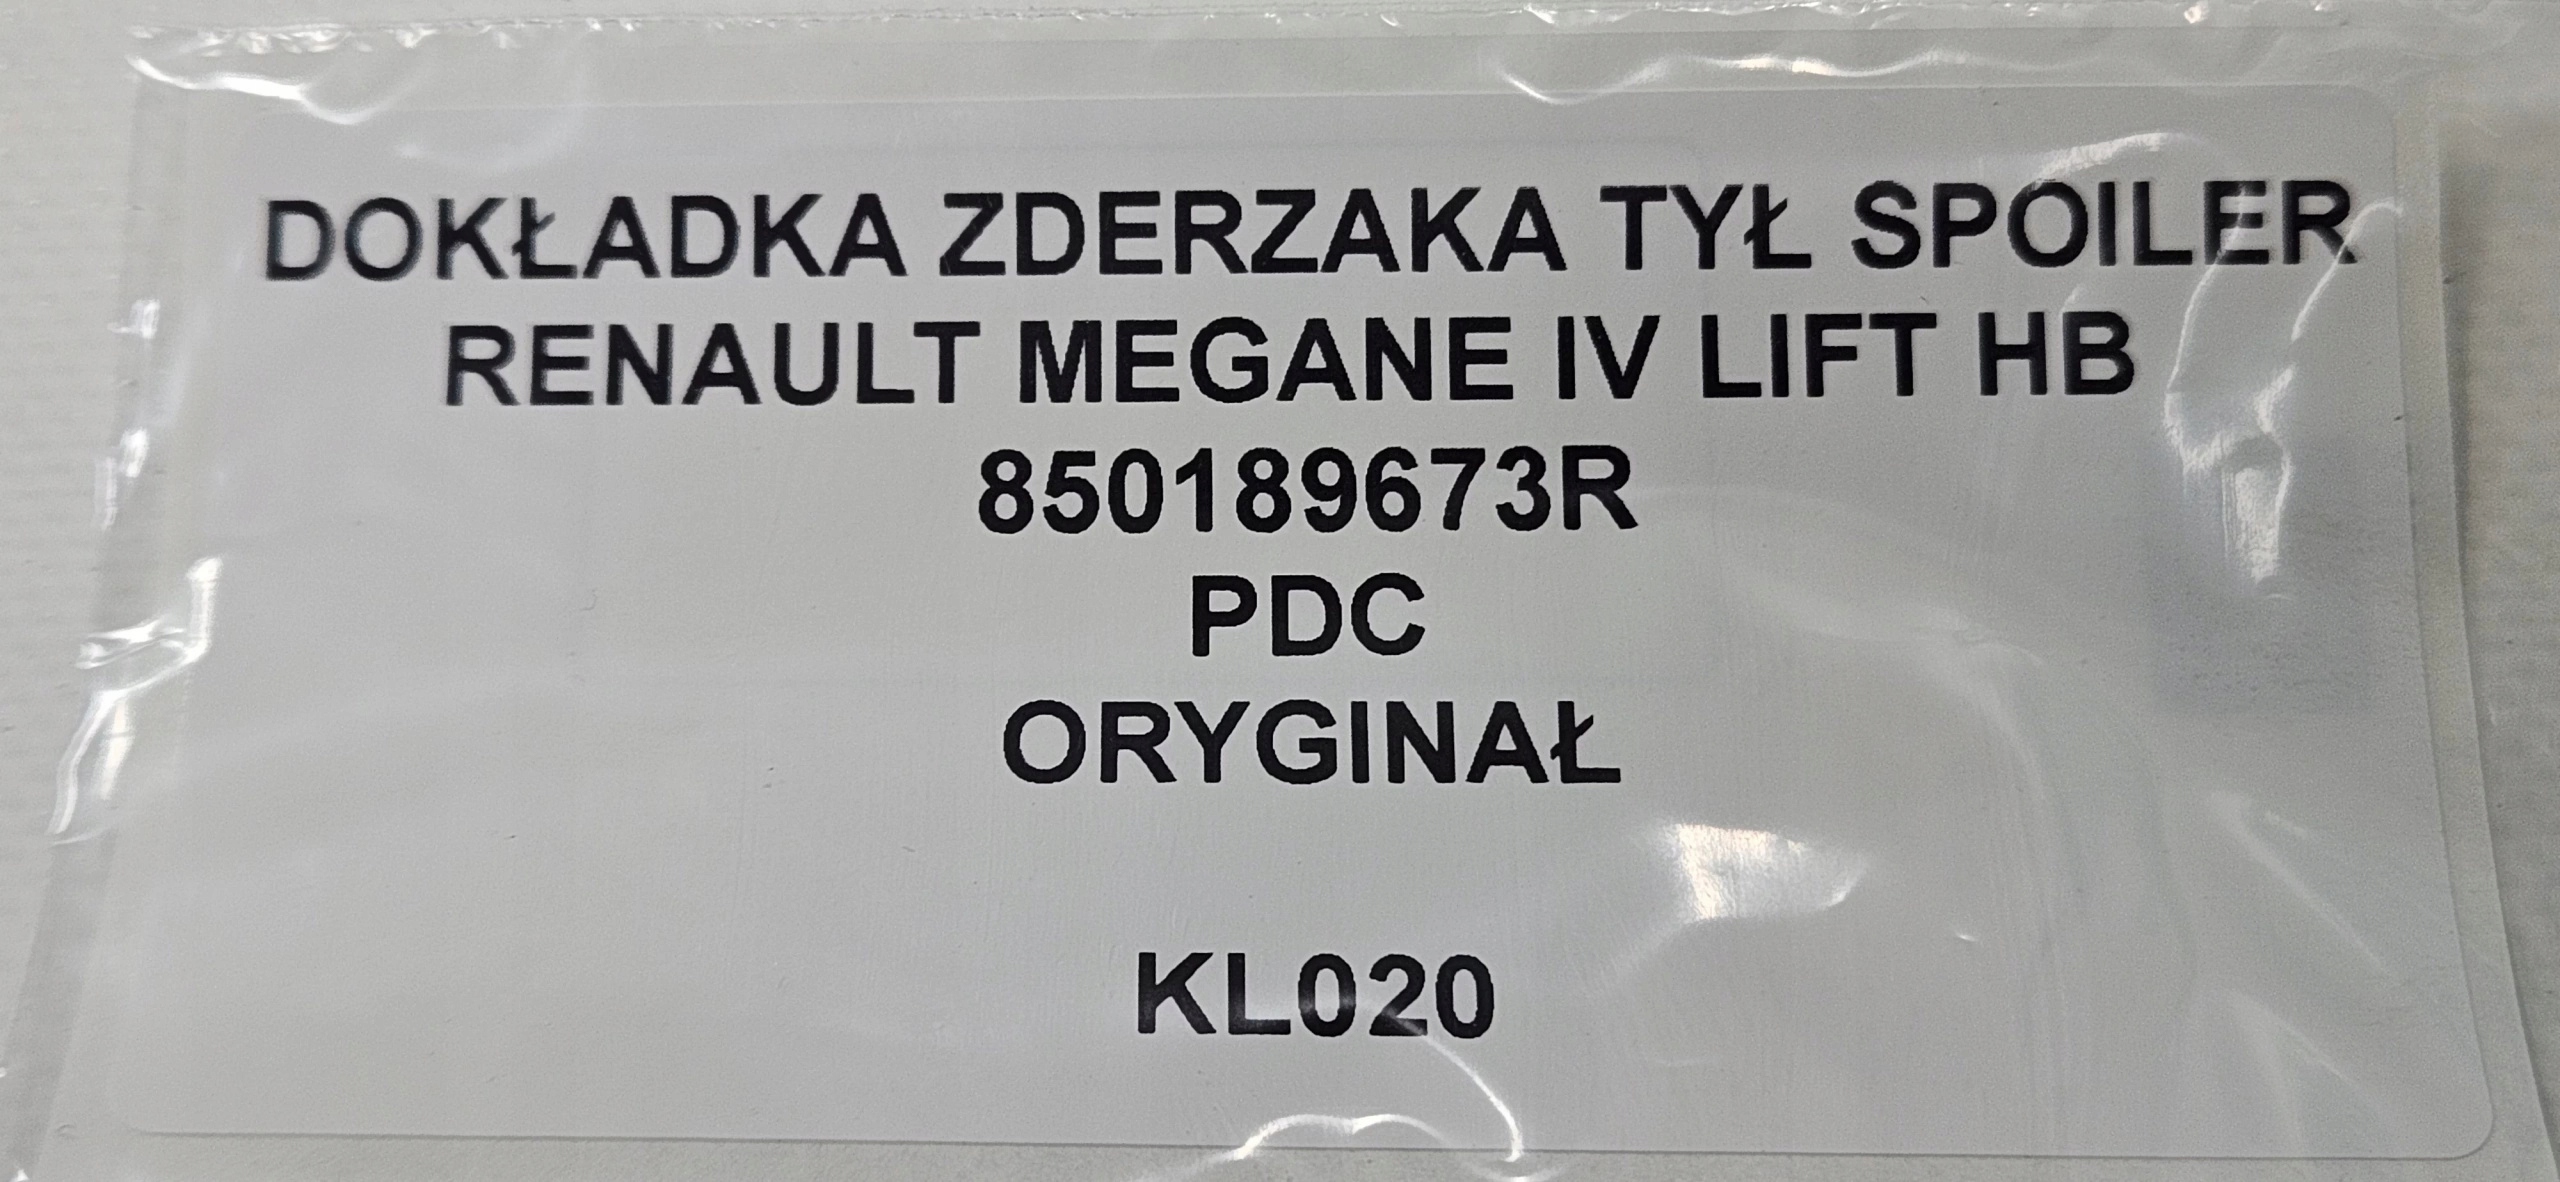 DOKŁADKA ZDERZAKA TYŁ SPOILER
RENAULT MEGANE IV LIFT HB
850189673R
PDC
ORYGINAŁ
KL020